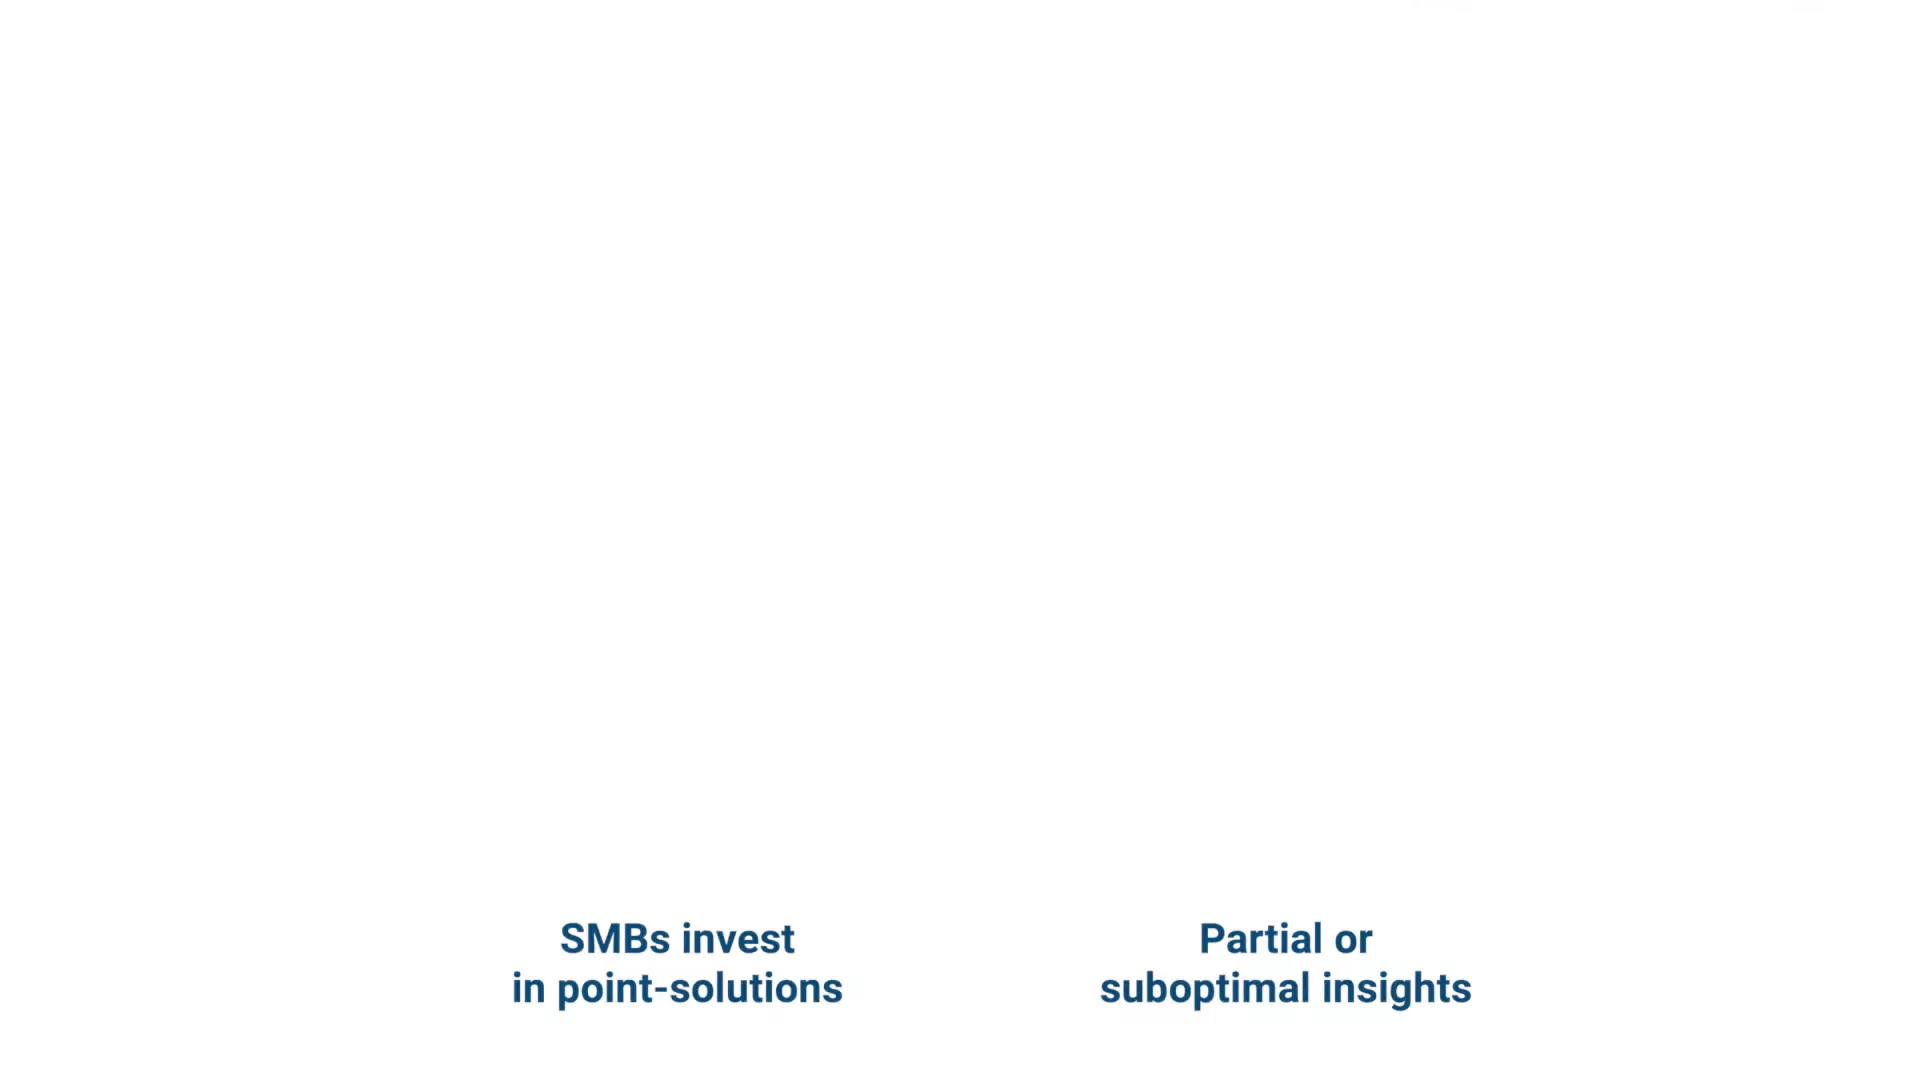 SMBs invest
in point-solutions
Partial or
suboptimal insights